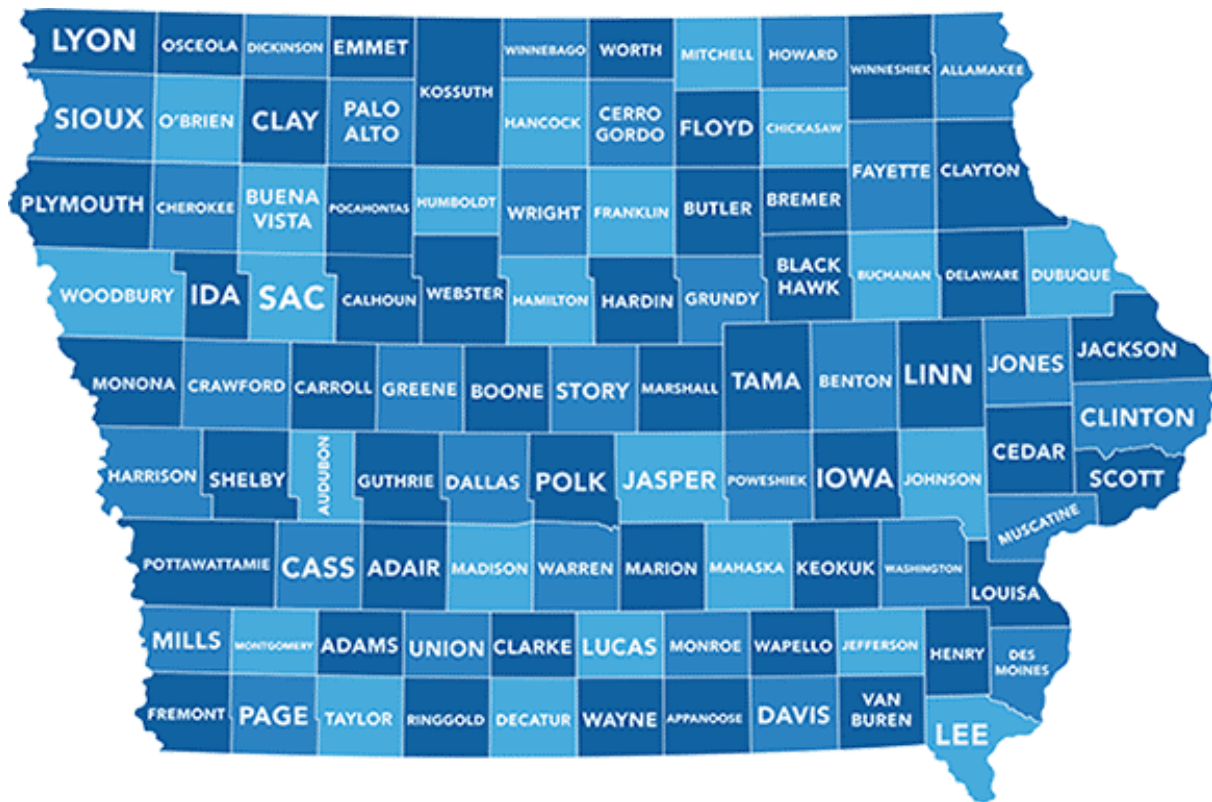 LYON
OSCEOLA
DICKINSON
EMMET
KOSSUTH
WINNEBAGO
WORTH
MITCHELL
HOWARD
WINNESHIEK
ALLAMAKEE
SIOUX
O'BRIEN
CLAY
PALO
ALTO
HANCOCK
CERRO
GORDO
FLOYD
CHICKASAW
FAYETTE
CLAYTON
PLYMOUTH
CHEROKEE
BUENA
VISTA
POCAHONTAS
HUMBOLDT
WRIGHT
FRANKLIN
BUTLER
BREMER
WOODBURY
IDA
SAC
CALHOUN
WEBSTER
HAMILTON
HARDIN
GRUNDY
BLACK
HAWK
BUCHANAN
DELAWARE
DUBUQUE
MONONA
CRAWFORD
CARROLL
GREENE
BOONE
STORY
MARSHALL
TAMA
BENTON
LINN
JONES
JACKSON
CLINTON
HARRISON
SHELBY
AUDUBON
GUTHRIE
DALLAS
POLK
JASPER
POWESHIEK
IOWA
JOHNSON
CEDAR
SCOTT
MUSCATINE
POTTAWATTAMIE
CASS
ADAIR
MADISON
WARREN
MARION
MAHASKA
KEOKUK
WASHINGTON
LOUISA
MILLS
MONTGOMERY
ADAMS
UNION
CLARKE
LUCAS
MONROE
WAPELLO
JEFFERSON
HENRY
DES
MOINES
FREMONT
PAGE
TAYLOR
RINGGOLD
DECATUR
WAYNE
APPANOOSE
DAVIS
VAN
BUREN
LEE